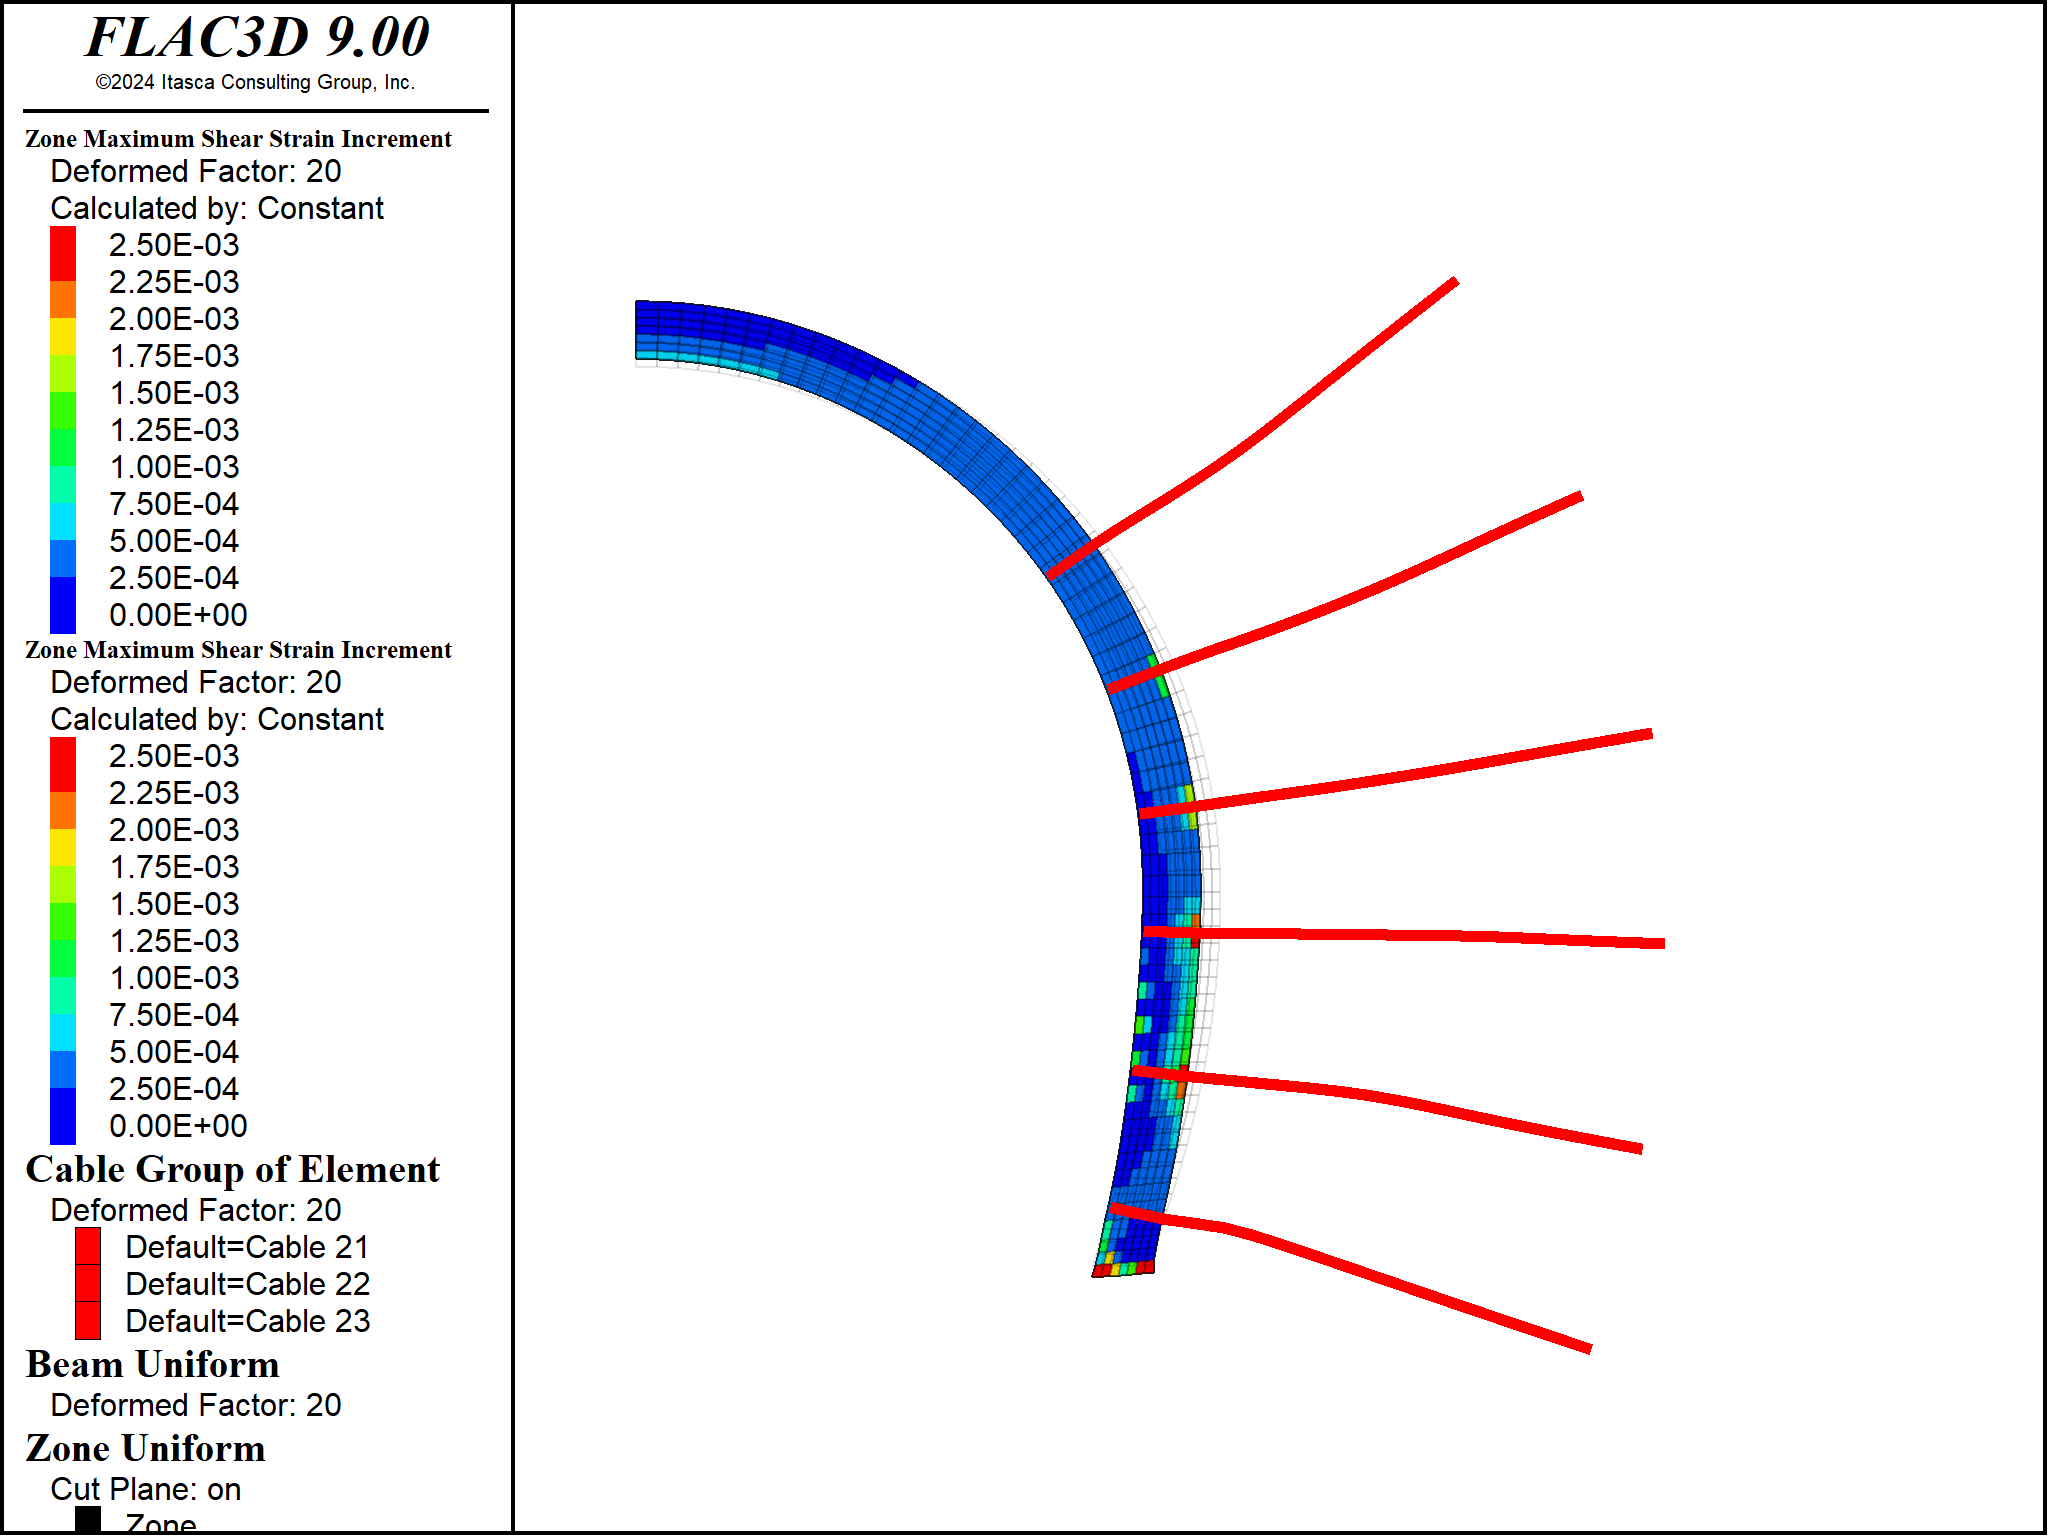 FLAC3D 9.00
©2024 Itasca Consulting Group, Inc.
Zone Maximum Shear Strain Increment
Deformed Factor: 20
Calculated by: Constant
2.50E-03
2.25E-03
2.00E-03
1.75E-03
1.50E-03
1.25E-03
1.00E-03
7.50E-04
5.00E-04
2.50E-04
0.00E+00
Zone Maximum Shear Strain Increment
Deformed Factor: 20
Calculated by: Constant
2.50E-03
2.25E-03
2.00E-03
1.75E-03
1.50E-03
1.25E-03
1.00E-03
7.50E-04
5.00E-04
2.50E-04
0.00E+00
Cable Group of Element
Deformed Factor: 20
Default=Cable 21
Default=Cable 22
Default=Cable 23
Beam Uniform
Deformed Factor: 20
Zone Uniform
Cut Plane: on
Zone